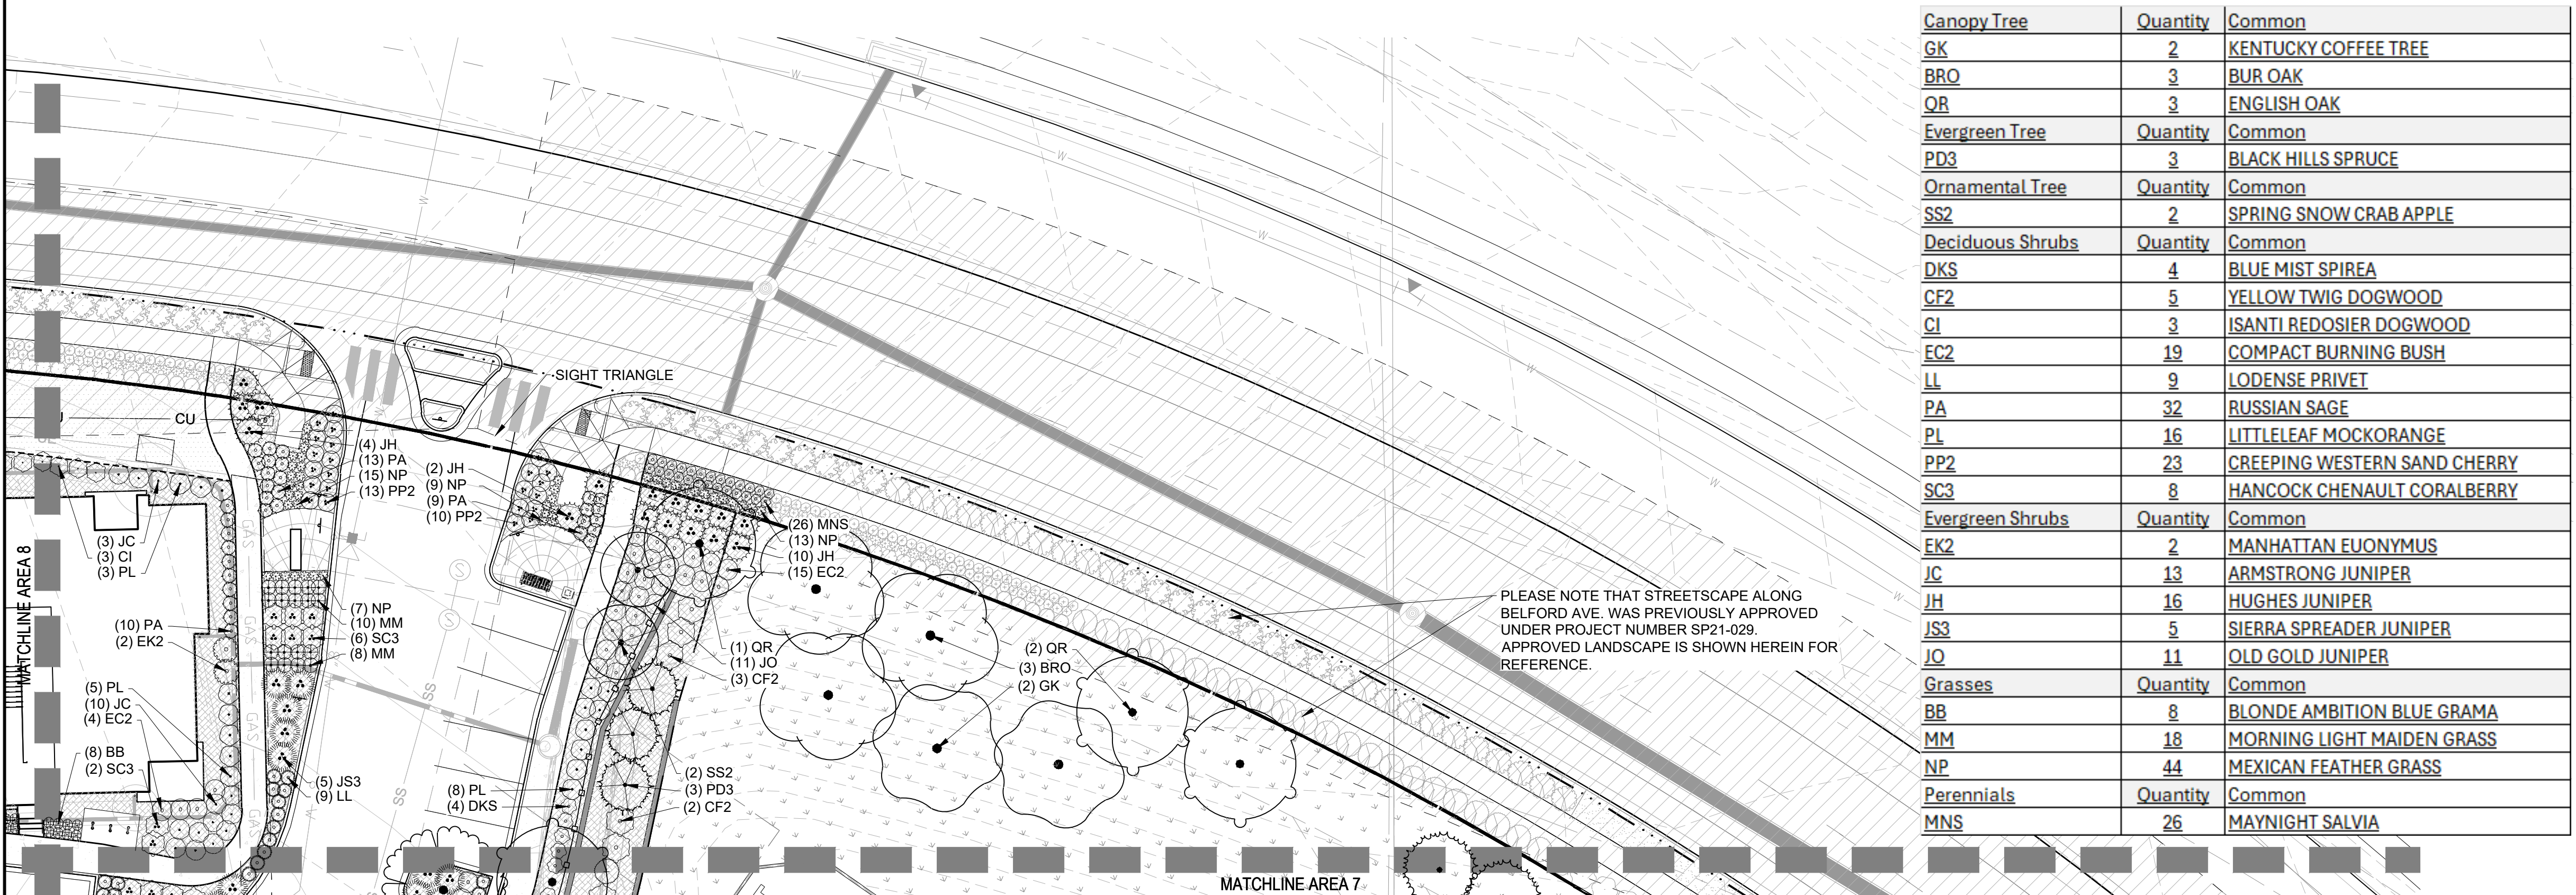 SIGHT TRIANGLE
CU
(4) JH
(13) PA
(15) NP
(13) PP2
(2) JH
(9) NP
(9) PA
(10) PP2
(3) JC
(3) CI
(3) PL
(26) MNS
(13) NP
(10) JH
(15) EC2
(7) NP
(10) MM
(6) SC3
(8) MM
(10) PA
(2) EK2
(1) QR
(11) JO
(3) CF2
(2) QR
(3) BRO
(2) GK
PLEASE NOTE THAT STREETSCAPE ALONG
BELFORD AVE. WAS PREVIOUSLY APPROVED
UNDER PROJECT NUMBER SP21-029.
APPROVED LANDSCAPE IS SHOWN HEREIN FOR
REFERENCE.
(5) PL
(10) JC
(4) EC2
(8) BB
(2) SC3
(5) JS3
(9) LL
(8) PL
(4) DKS
(2) SS2
(3) PD3
(2) CF2
MATCHLINE AREA 8
MATCHLINE AREA 7
W
W
W
W
W
W
W
W
GAS
GAS
GAS
GAS
SS
SS
S
S
Canopy Tree Quantity Common
GK 2 KENTUCKY COFFEE TREE
BRO 3 BUR OAK
QR 3 ENGLISH OAK
Evergreen Tree Quantity Common
PD3 3 BLACK HILLS SPRUCE
Ornamental Tree Quantity Common
SS2 2 SPRING SNOW CRAB APPLE
Deciduous Shrubs Quantity Common
DKS 4 BLUE MIST SPIREA
CF2 5 YELLOW TWIG DOGWOOD
CI 3 ISANTI REDOSIER DOGWOOD
EC2 19 COMPACT BURNING BUSH
LL 9 LODENSE PRIVET
PA 32 RUSSIAN SAGE
PL 16 LITTLELEAF MOCKORANGE
PP2 23 CREEPING WESTERN SAND CHERRY
SC3 8 HANCOCK CHENAULT CORALBERRY
Evergreen Shrubs Quantity Common
EK2 2 MANHATTAN EUONYMUS
JC 13 ARMSTRONG JUNIPER
JH 16 HUGHES JUNIPER
JS3 5 SIERRA SPREADER JUNIPER
JO 11 OLD GOLD JUNIPER
Grasses Quantity Common
BB 8 BLONDE AMBITION BLUE GRAMA
MM 18 MORNING LIGHT MAIDEN GRASS
NP 44 MEXICAN FEATHER GRASS
Perennials Quantity Common
MNS 26 MAYNIGHT SALVIA